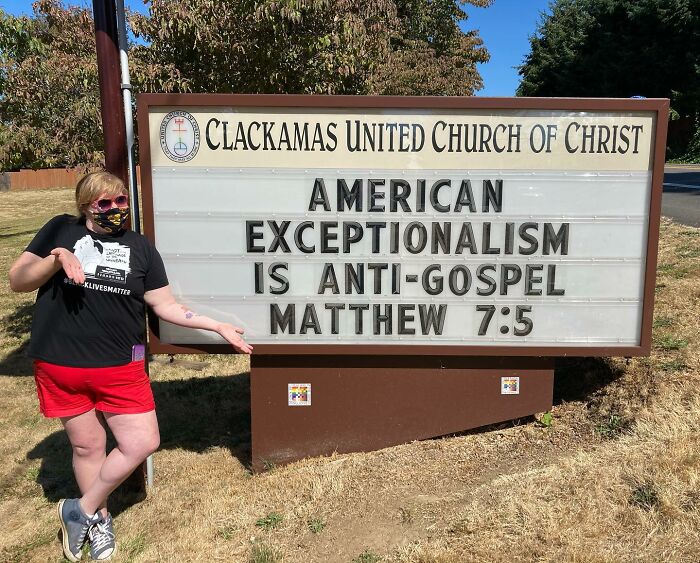 CLACKAMAS UNITED CHURCH OF CHRIST
AMERICAN
EXCEPTIONALISM
IS ANTI-GOSPEL
MATTHEW 7:5